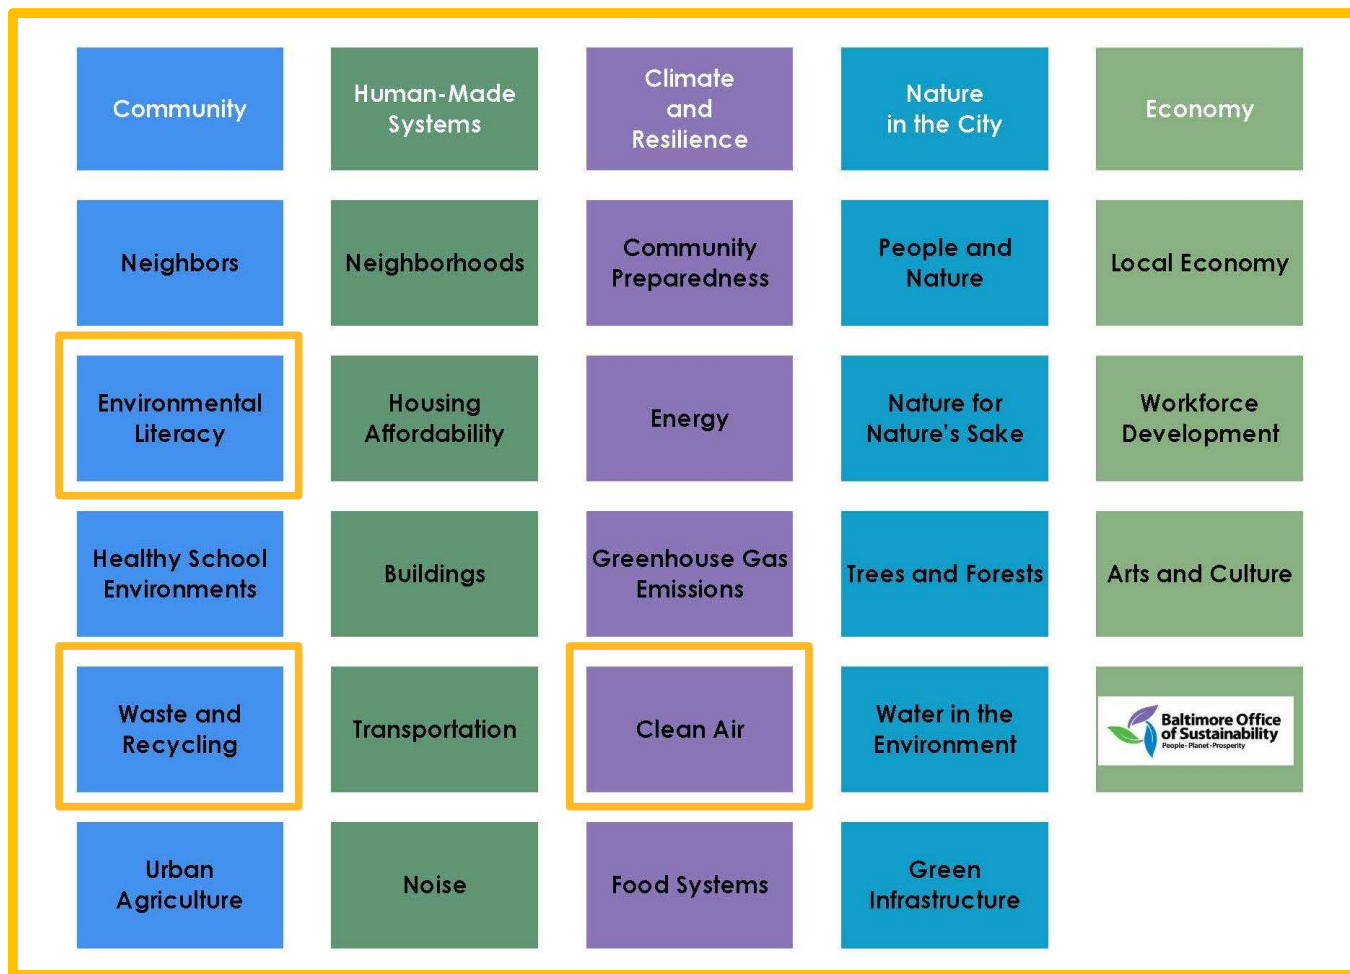 Community
Human-Made
Systems
Climate
and
Resilience
Nature
in the City
Economy
Neighbors
Neighborhoods
Community
Preparedness
People and
Nature
Local Economy
Environmental
Literacy
Housing
Affordability
Energy
Nature for
Nature's Sake
Workforce
Development
Healthy School
Environments
Buildings
Greenhouse Gas
Emissions
Trees and Forests
Arts and Culture
Waste and
Recycling
Transportation
Clean Air
Water in the
Environment
Baltimore Office
of Sustainability
People·Planet·Prosperity
Urban
Agriculture
Noise
Food Systems
Green
Infrastructure